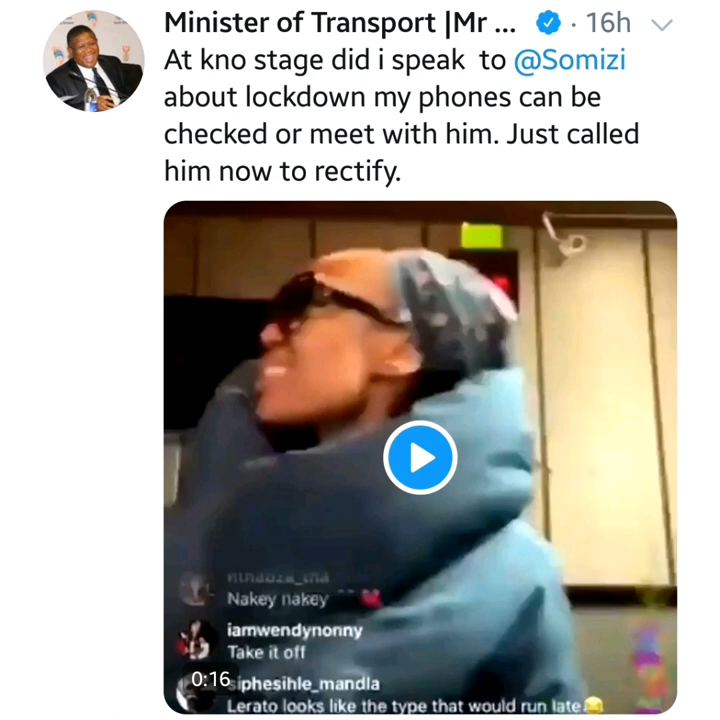 Minister of Transport |Mr ... · 16h
At kno stage did i speak to @Somizi
about lockdown my phones can be
checked or meet with him. Just called
him now to rectify.
Nakey nakey
iamwendynonny
Take it off
0:16
siphesihle_mandla
Lerato looks like the type that would run late😂